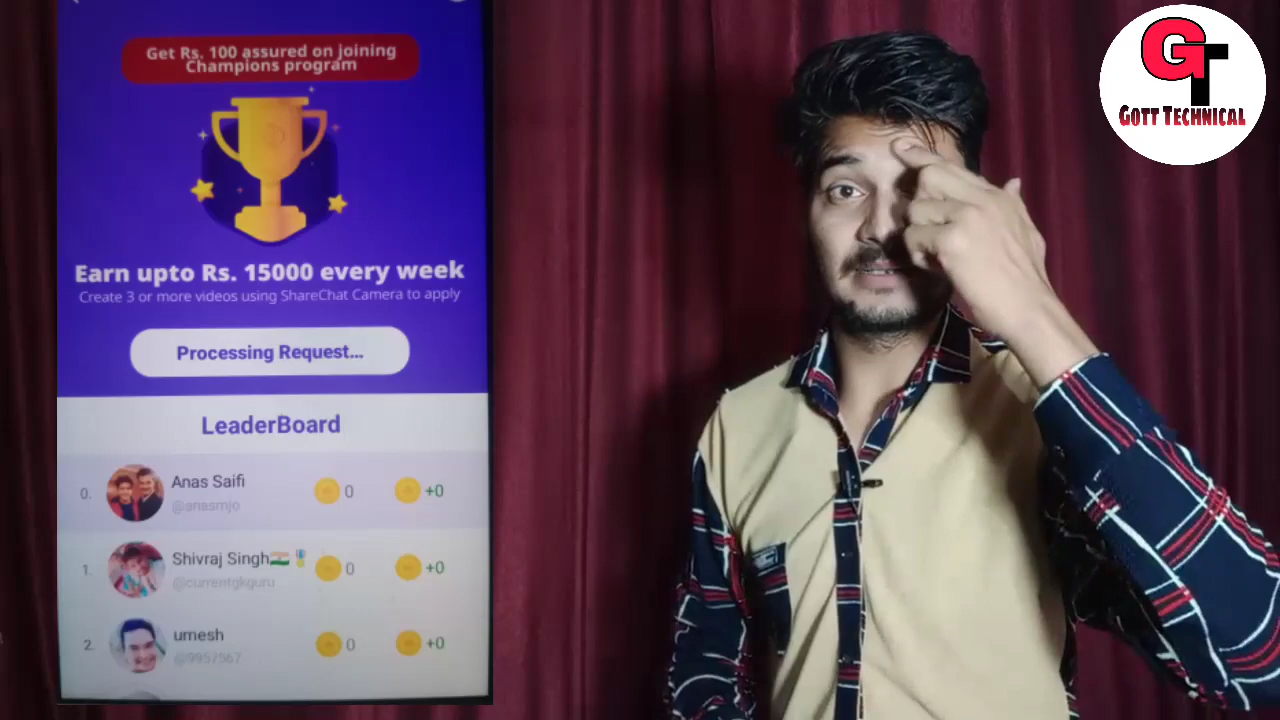 Get Rs. 100 assured on joining
Champions program
Earn upto Rs. 15000 every week
Create 3 or more videos using ShareChat Camera to apply
Processing Request...
LeaderBoard
0. Anas Saifi 0 +0
@anasmjo
1. Shivraj Singh 0 +0
@currentgkguru
2. umesh 0 +0
@9957567
GT
GOTT TECHNICAL